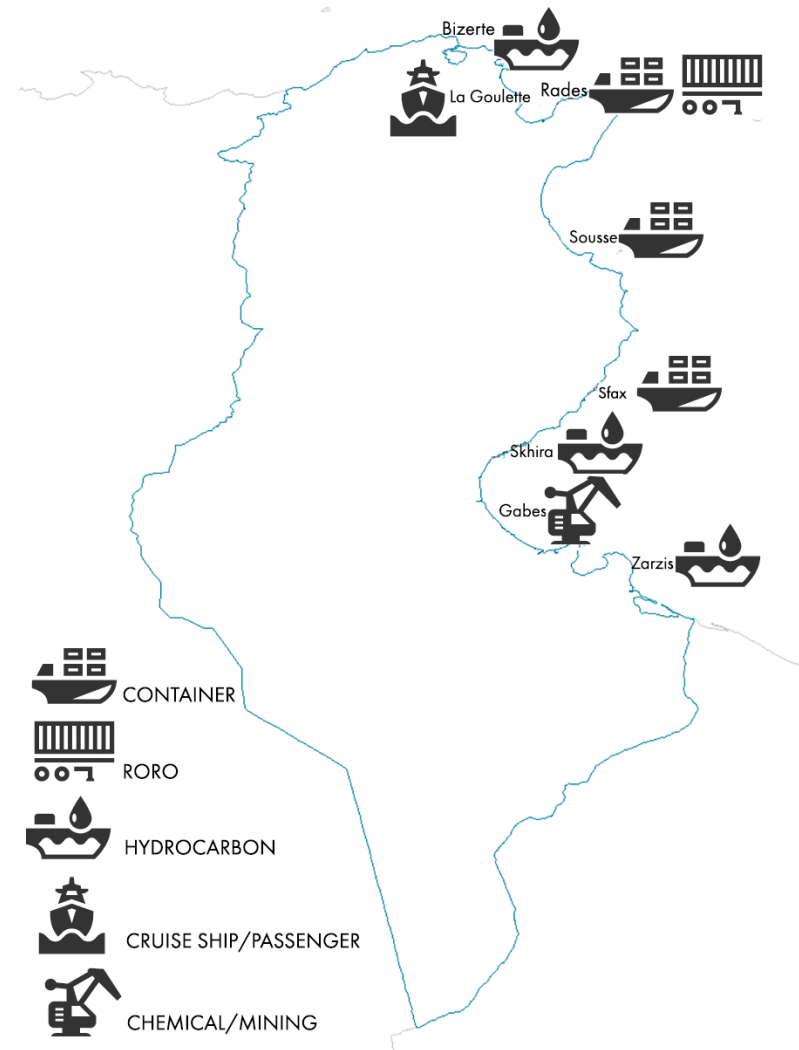 Bizerte
La Goulette
Rades
Sousse
Sfax
Skhira
Gabes
Zarzis
CONTAINER
RORO
HYDROCARBON
CRUISE SHIP/PASSENGER
CHEMICAL/MINING